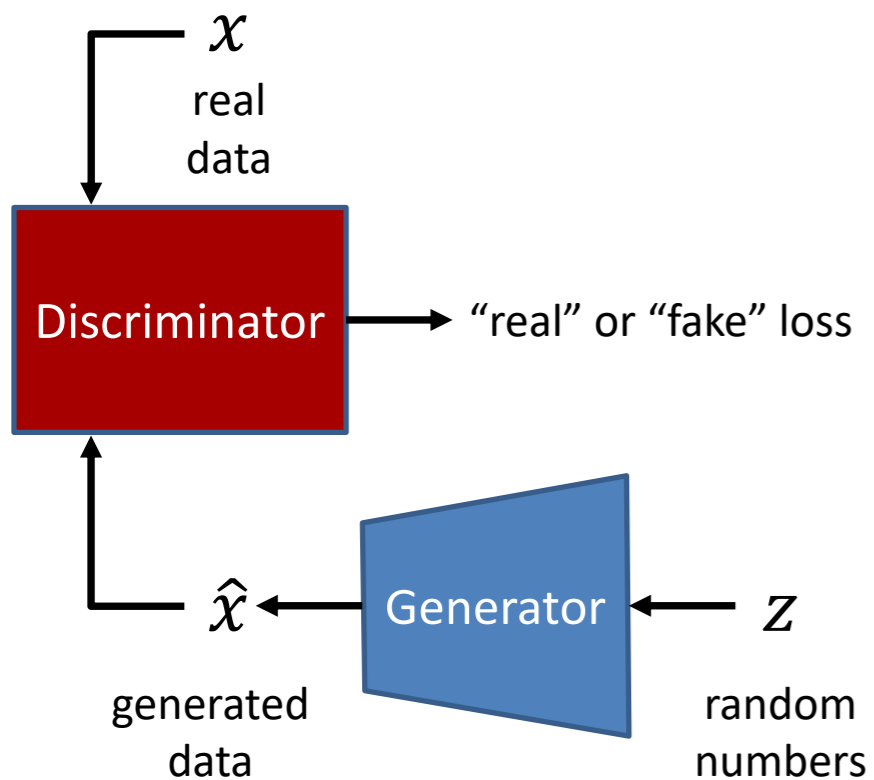 x
real
data
Discriminator
“real” or “fake” loss
x̂
Generator
z
generated
data
random
numbers